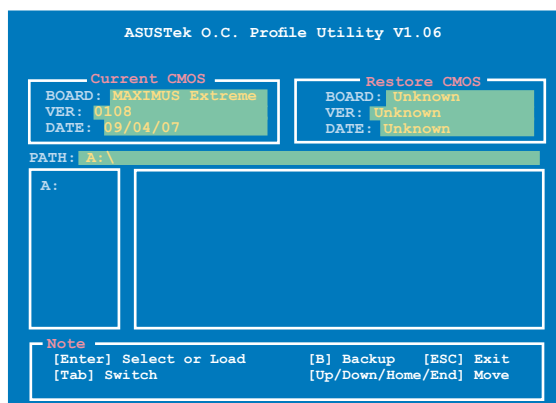 ASUSTek O.C. Profile Utility V1.06
Current CMOS
BOARD: MAXIMUS Extreme
VER: 0108
DATE: 09/04/07
Restore CMOS
BOARD: Unknown
VER: Unknown
DATE: Unknown
PATH: A:\
A:
Note
[Enter] Select or Load [B] Backup [ESC] Exit
[Tab] Switch [Up/Down/Home/End] Move